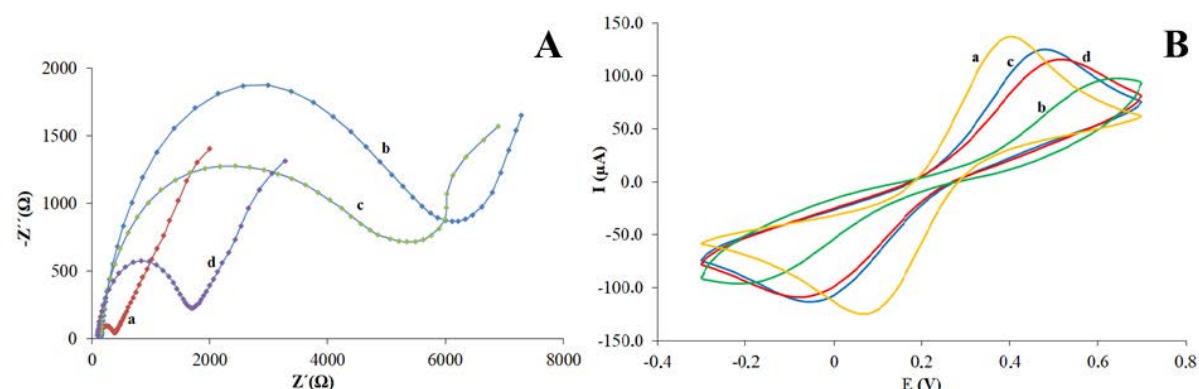 A
2000
1500
1000
500
0
-Z´´(Ω)
b
c
d
a
0 2000 4000 6000 8000
Z´(Ω)
B
150.0
100.0
50.0
0.0
-50.0
-100.0
-150.0
I (µA)
a
c
d
b
-0.4 -0.2 0 0.2 0.4 0.6 0.8
E (V)